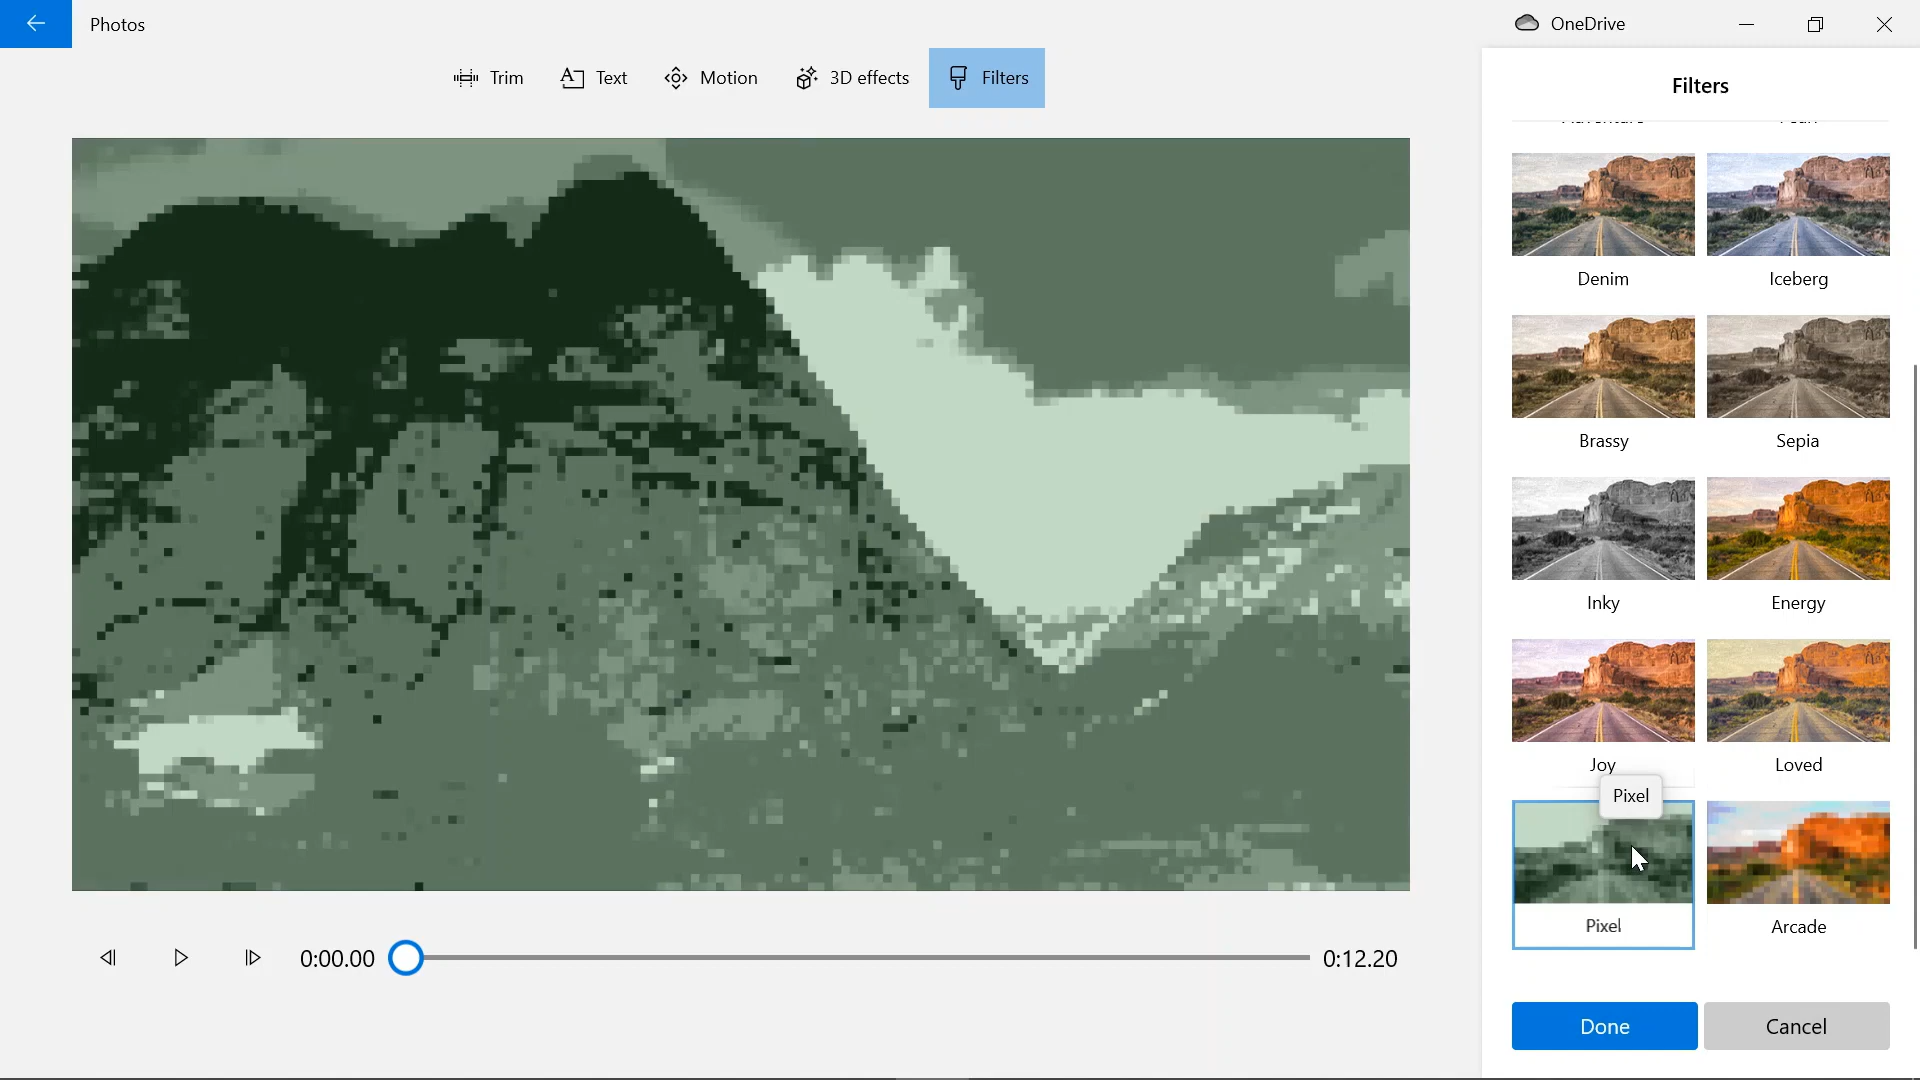 Photos
OneDrive
Trim
Text
Motion
3D effects
Filters
Filters
Denim
Iceberg
Brassy
Sepia
Inky
Energy
Joy
Loved
Pixel
Pixel
Arcade
0:00.00
0:12.20
Done
Cancel